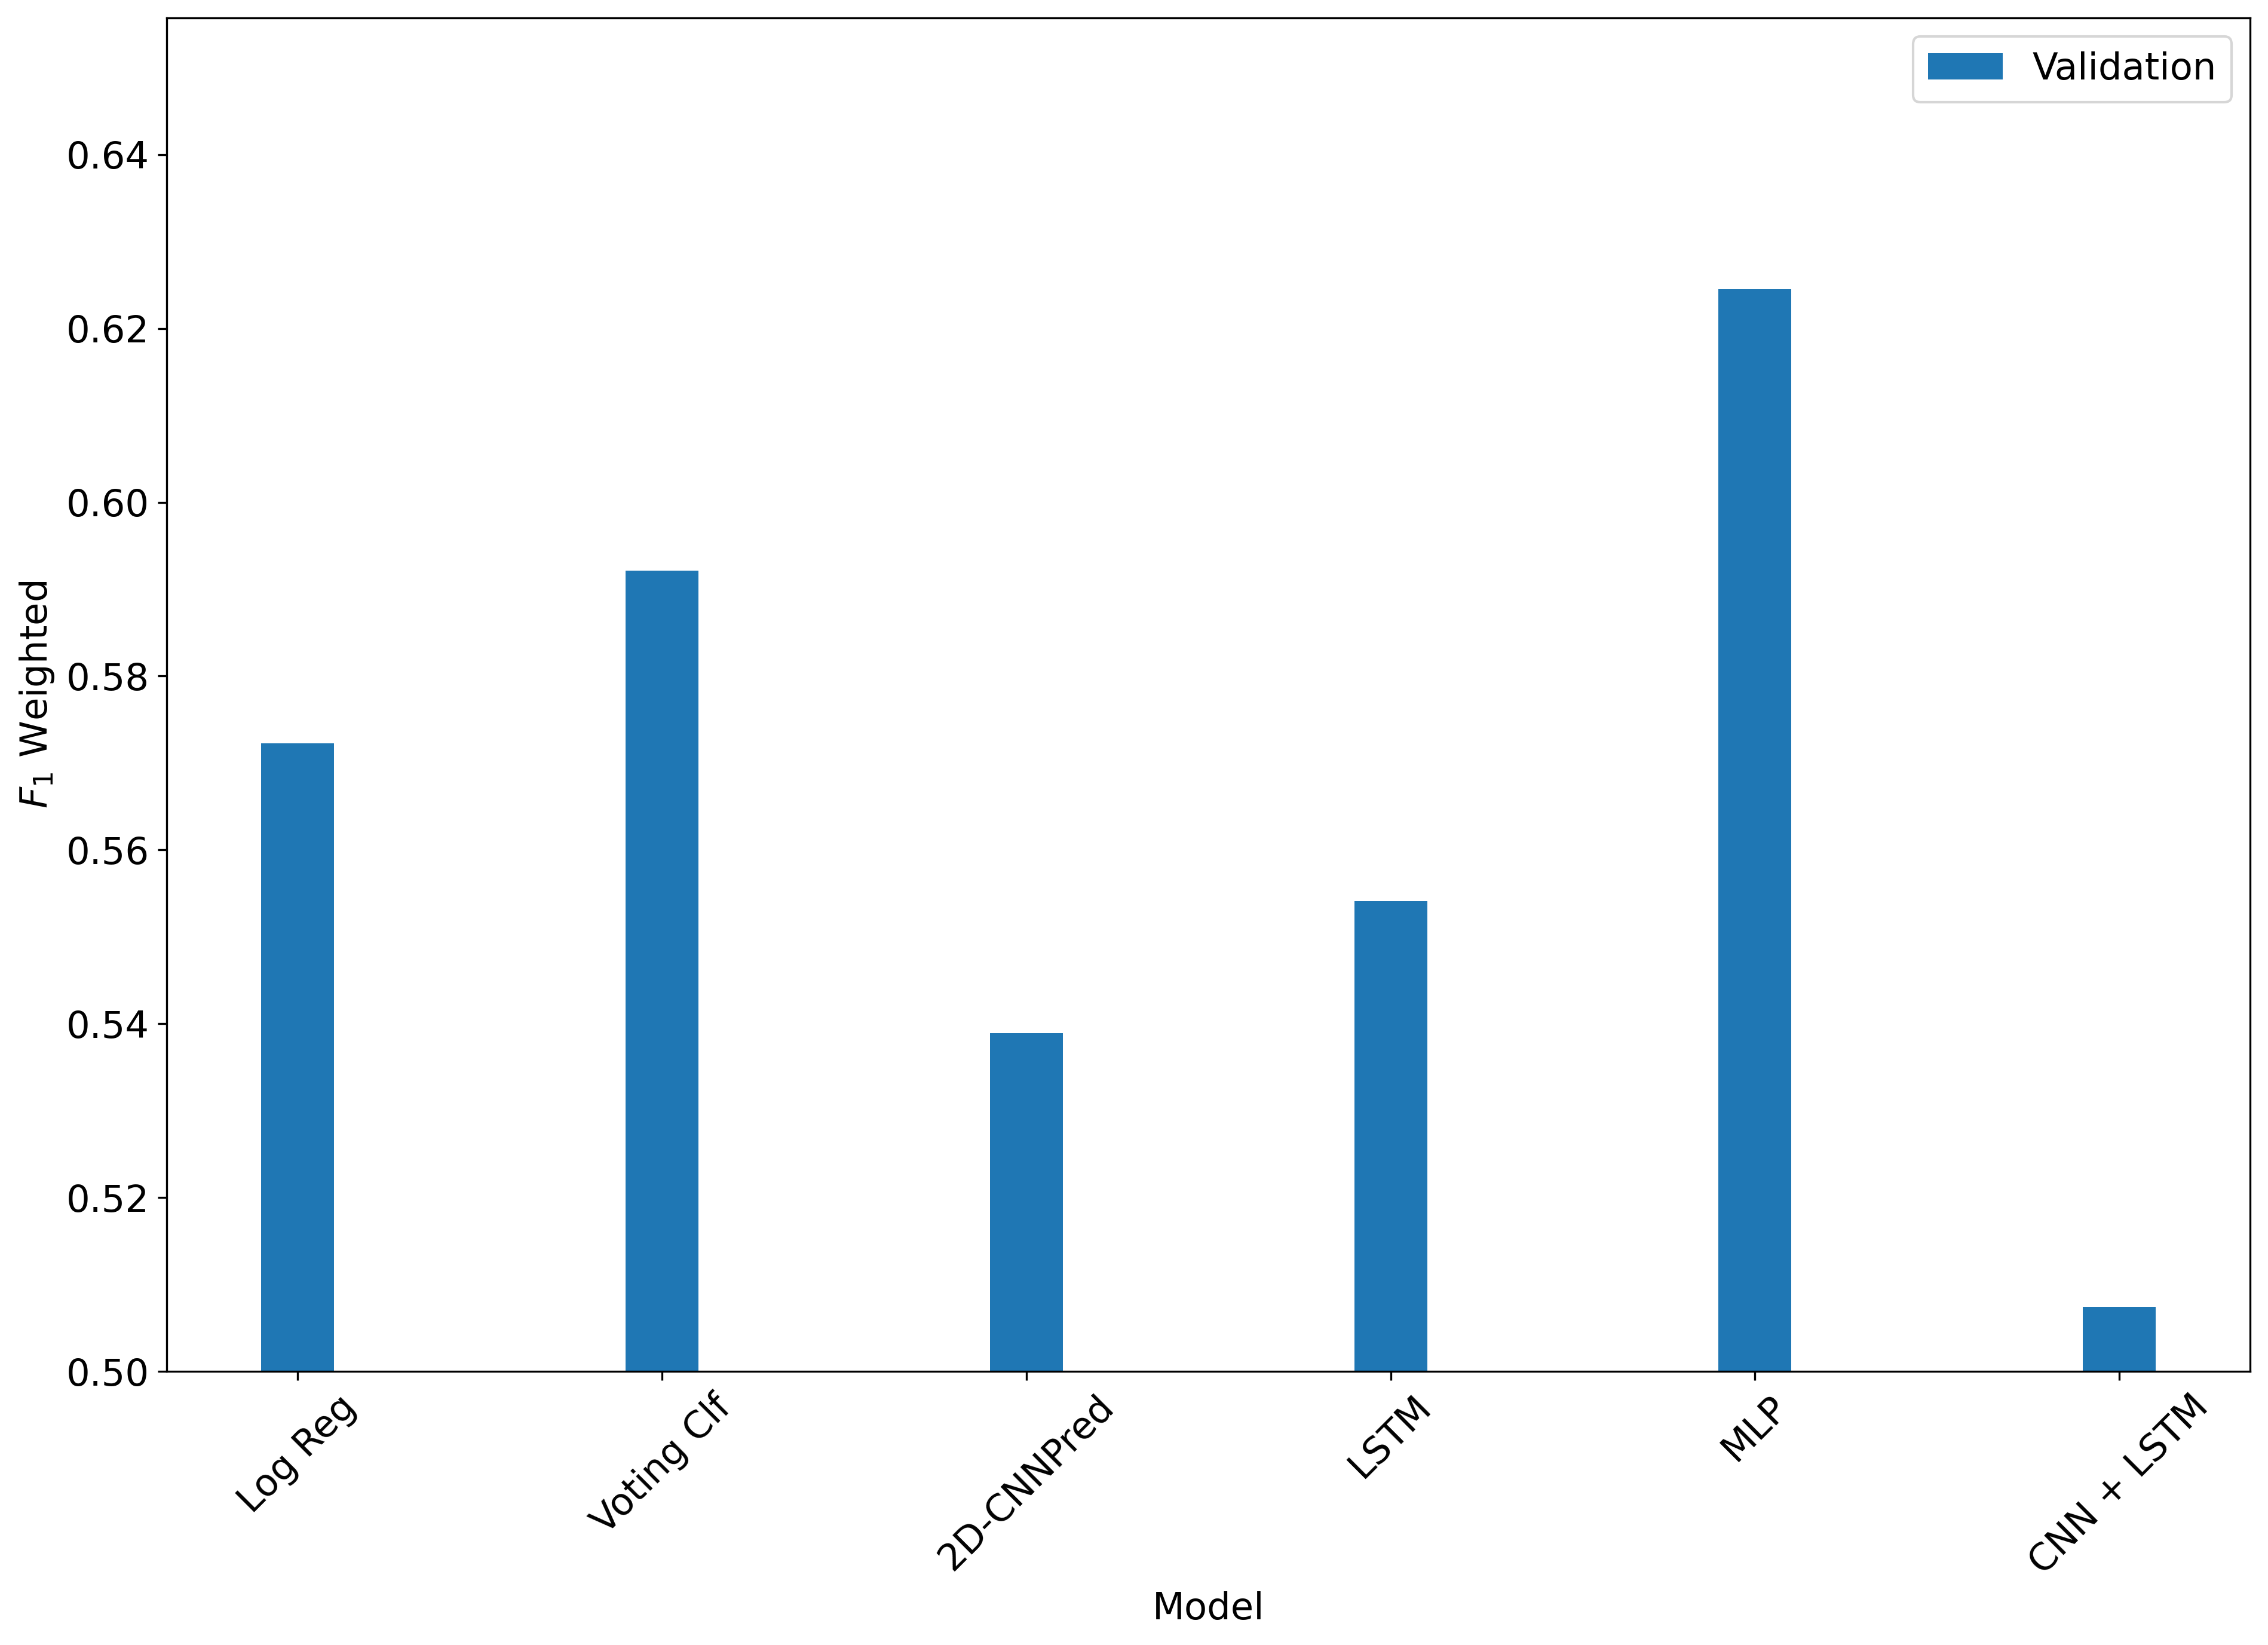 Validation
0.64
0.62
0.60
0.58
0.56
0.54
0.52
0.50
F1 Weighted
Log Reg
Voting Clf
2D-CNNPred
LSTM
MLP
CNN + LSTM
Model